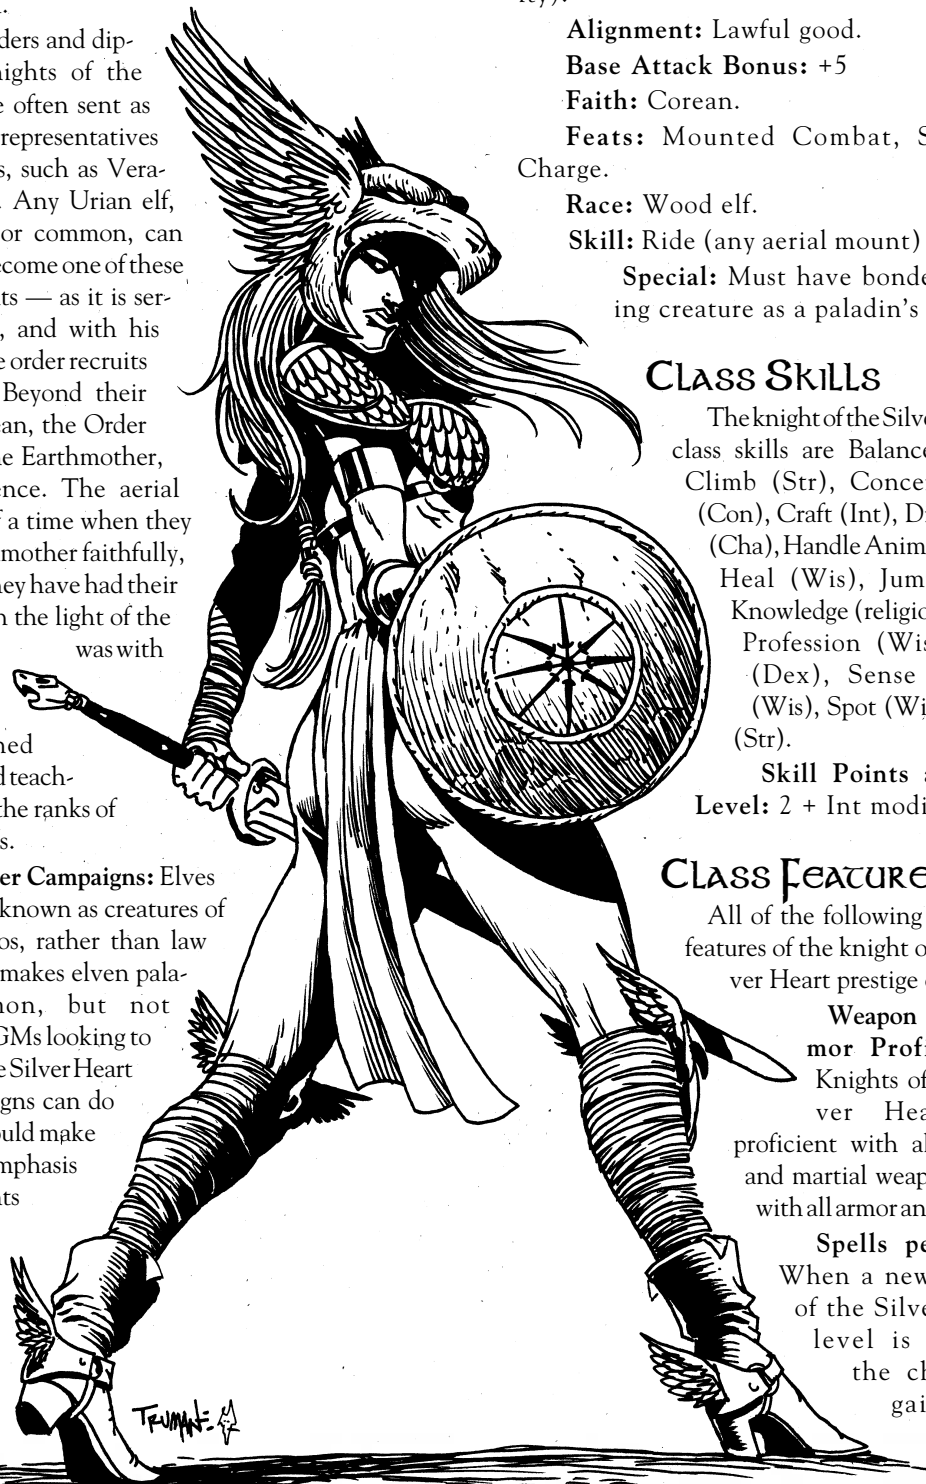 ders and dip-
nights of the
often sent as
representatives
s, such as Vera-
Any Urian elf,
or common, can
ecome one of these
ts — as it is ser-
, and with his
e order recruits
Beyond their
ean, the Order
e Earthmother,
ence. The aerial
f a time when they
mother faithfully,
hey have had their
n the light of the
was with
ned
d teach-
the ranks of
s.
er Campaigns: Elves
known as creatures of
os, rather than law
makes elven pala-
non, but not
GMs looking to
e Silver Heart
igns can do
ould make
mphasis
nts
Alignment: Lawful good.
Base Attack Bonus: +5
Faith: Corean.
Feats: Mounted Combat, S
Charge.
Race: Wood elf.
Skill: Ride (any aerial mount)
Special: Must have bonde
ing creature as a paladin's
Class Skills
The knight of the Silve
class skills are Balance
Climb (Str), Conce
(Con), Craft (Int), Di
(Cha), Handle Anim
Heal (Wis), Jum
Knowledge (religio
Profession (Wis
(Dex), Sense
(Wis), Spot (Wi
(Str).
Skill Points a
Level: 2 + Int modi
Class Feature
All of the following
features of the knight o
ver Heart prestige
Weapon
mor Profi
Knights of
ver Hea
proficient with al
and martial weap
with all armor an
Spells pe
When a new
of the Silve
level is
the ch
gai
TRUMAN